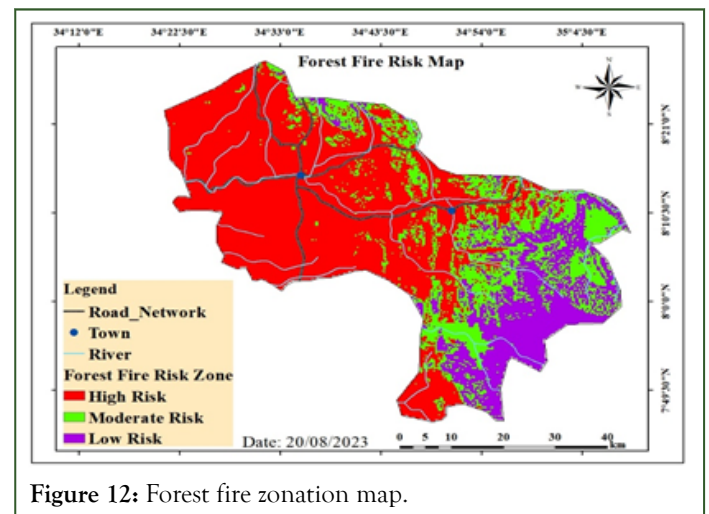 34°12'0"E 34°22'30"E 34°33'0"E 34°43'30"E 34°54'0"E 35°4'30"E
Forest Fire Risk Map
N
W E
S
8°21'0"N
8°10'30"N
8°0'0"N
7°49'30"N
Legend
Road_Network
Town
River
Forest Fire Risk Zone
High Risk
Moderate Risk
Low Risk
Date: 20/08/2023
0 5 10 20 30 40
km
Figure 12: Forest fire zonation map.